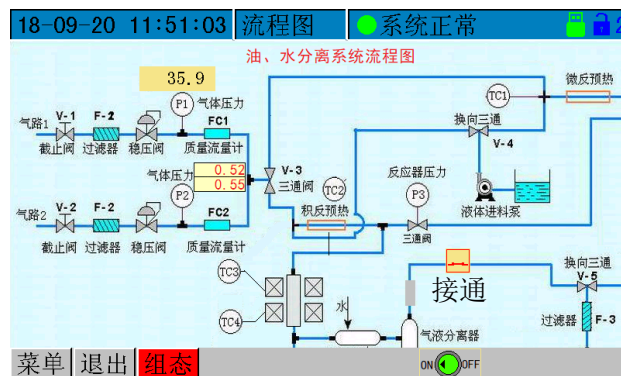 18-09-20 11:51:03 流程图 系统正常
油、水分离系统流程图
35.9
P1 气体压力
TC1
微反预热
气路1 V-1 F-2 FC1
截止阀 过滤器 稳压阀 质量流量计
换向三通
V-4
气体压力 0.52
0.55
P2
V-3
三通阀
TC2
反应器压力
P3
液体进料泵
积反预热
三通阀
气路2 V-2 F-2 FC2
截止阀 过滤器 稳压阀 质量流量计
TC3
TC4
水
接通
气液分离器
换向三通
V-5
过滤器 F-3
菜单 退出 组态
ON OFF